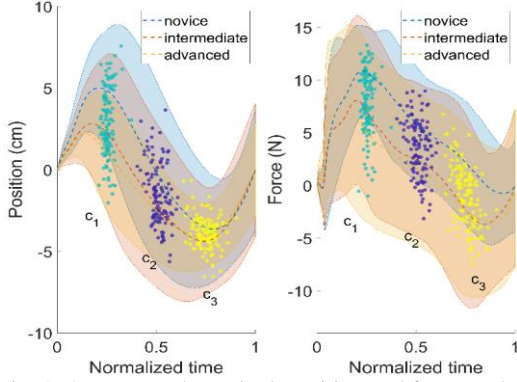 novice
intermediate
advanced
10
5
0
-5
-10
Position (cm)
c1
c2
c3
0
0.5
1
Normalized time
novice
intermediate
advanced
15
10
5
0
-5
-10
Force (N)
c1
c2
c3
0
0.5
1
Normalized time